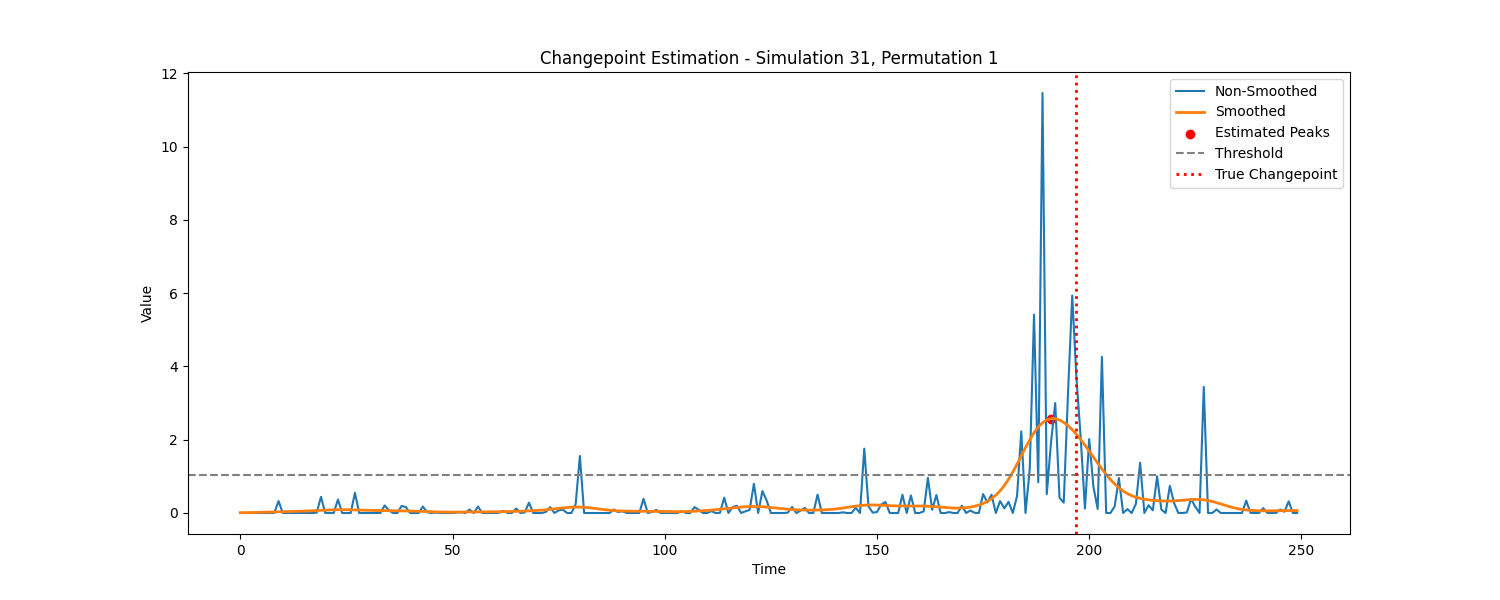 Changepoint Estimation - Simulation 31, Permutation 1
Value
12
10
8
6
4
2
0
Non-Smoothed
Smoothed
Estimated Peaks
Threshold
True Changepoint
0 50 100 150 200 250
Time